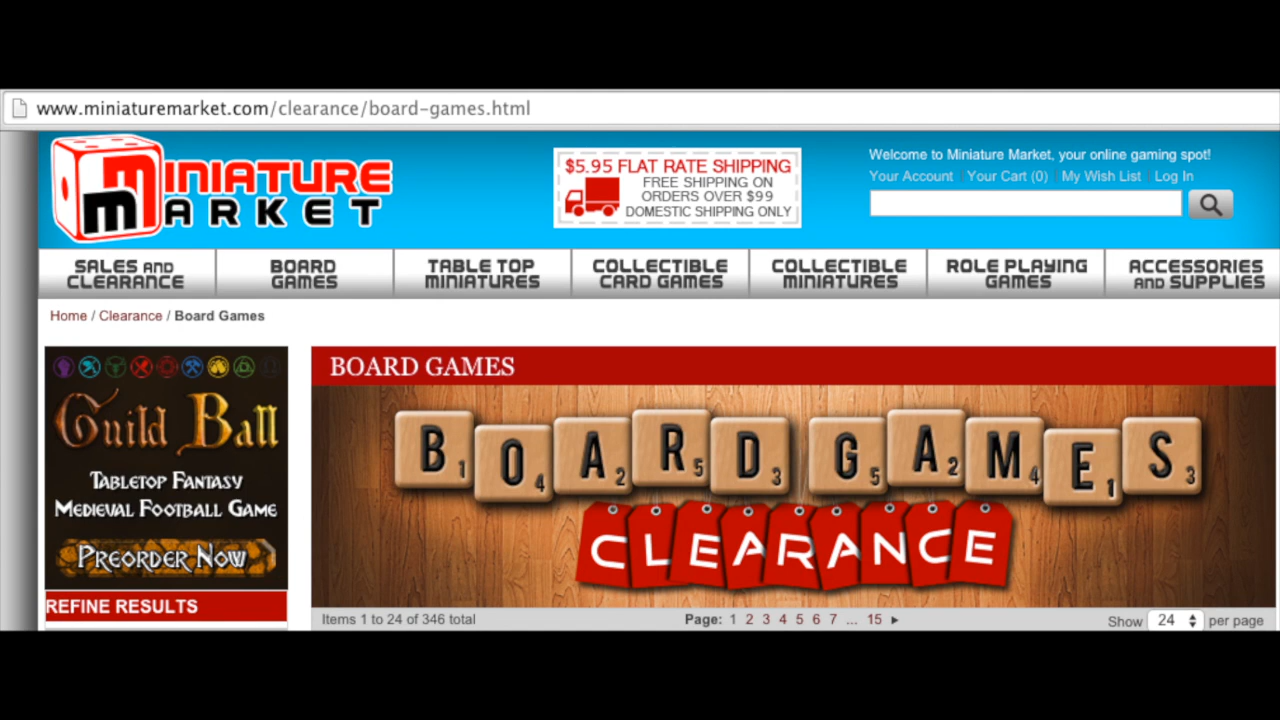 www.miniaturemarket.com/clearance/board-games.html
MINIATURE
MARKET
m
$5.95 FLAT RATE SHIPPING
FREE SHIPPING ON
ORDERS OVER $99
DOMESTIC SHIPPING ONLY
Welcome to Miniature Market, your online gaming spot!
Your Account Your Cart (0) My Wish List Log In
SALES AND
CLEARANCE
BOARD
GAMES
TABLE TOP
MINIATURES
COLLECTIBLE
CARD GAMES
COLLECTIBLE
MINIATURES
ROLE PLAYING
GAMES
ACCESSORIES
AND SUPPLIES
Home / Clearance / Board Games
Guild Ball
TABLETOP FANTASY
MEDIEVAL FOOTBALL GAME
PREORDER NOW
REFINE RESULTS
BOARD GAMES
B1 O4 A2 R5 D3 G5 A2 M4 E1 S3
CLEARANCE
Items 1 to 24 of 346 total
Page: 1 2 3 4 5 6 7 ... 15
Show 24 per page